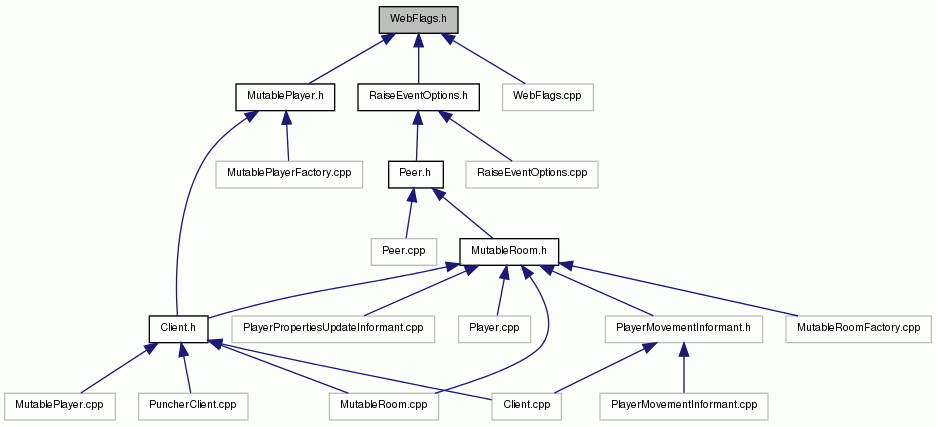 WebFlags.h
MutablePlayer.h
RaiseEventOptions.h
WebFlags.cpp
MutablePlayerFactory.cpp
Peer.h
RaiseEventOptions.cpp
Peer.cpp
MutableRoom.h
Client.h
PlayerPropertiesUpdateInformant.cpp
Player.cpp
PlayerMovementInformant.h
MutableRoomFactory.cpp
MutablePlayer.cpp
PuncherClient.cpp
MutableRoom.cpp
Client.cpp
PlayerMovementInformant.cpp